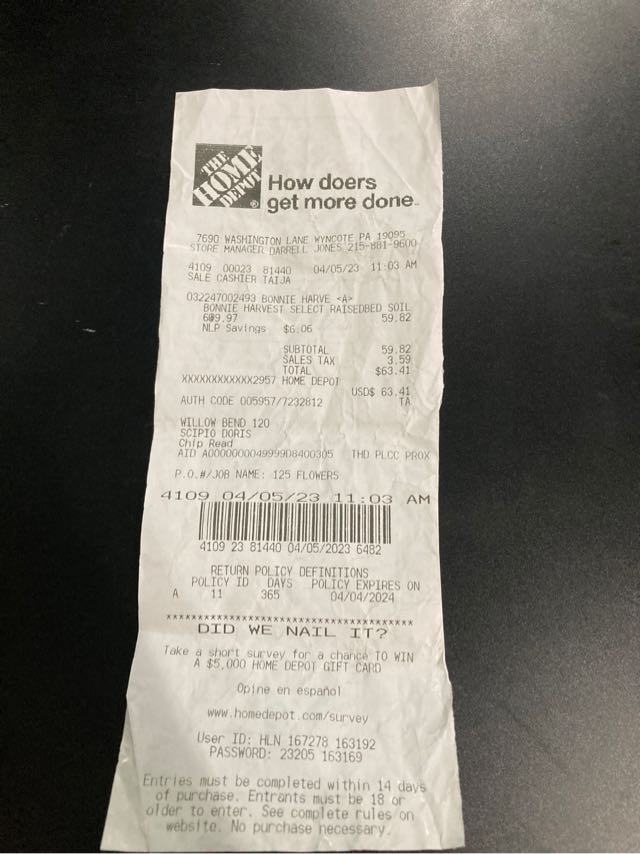 THE
HOME
DEPOT
®
How doers
get more done.
7690 WASHINGTON LANE WYNCOTE PA 19095
STORE MANAGER DARRELL JONES 215-881-9600
4109 00023 81440 04/05/23 11:03 AM
SALE CASHIER TAIJA
032247002493 BONNIE HARVE <A>
BONNIE HARVEST SELECT RAISEDBED SOIL
6@9.97 59.82
NLP Savings $6.06
SUBTOTAL 59.82
SALES TAX 3.59
TOTAL $63.41
XXXXXXXXXXXX2957 HOME DEPOT
USD$ 63.41
AUTH CODE 005957/7232812 TA
WILLOW BEND 120
SCIPIO DORIS
Chip Read
AID A0000000049999D8400305 THD PLCC PROX
P.O.#/JOB NAME: 125 FLOWERS
4109 04/05/23 11:03 AM
4109 23 81440 04/05/2023 6482
RETURN POLICY DEFINITIONS
POLICY ID DAYS POLICY EXPIRES ON
A 11 365 04/04/2024
****************************************
DID WE NAIL IT?
Take a short survey for a chance TO WIN
A $5,000 HOME DEPOT GIFT CARD
Opine en español
www.homedepot.com/survey
User ID: HLN 167278 163192
PASSWORD: 23205 163169
Entries must be completed within 14 days
of purchase. Entrants must be 18 or
older to enter. See complete rules on
website. No purchase necessary.